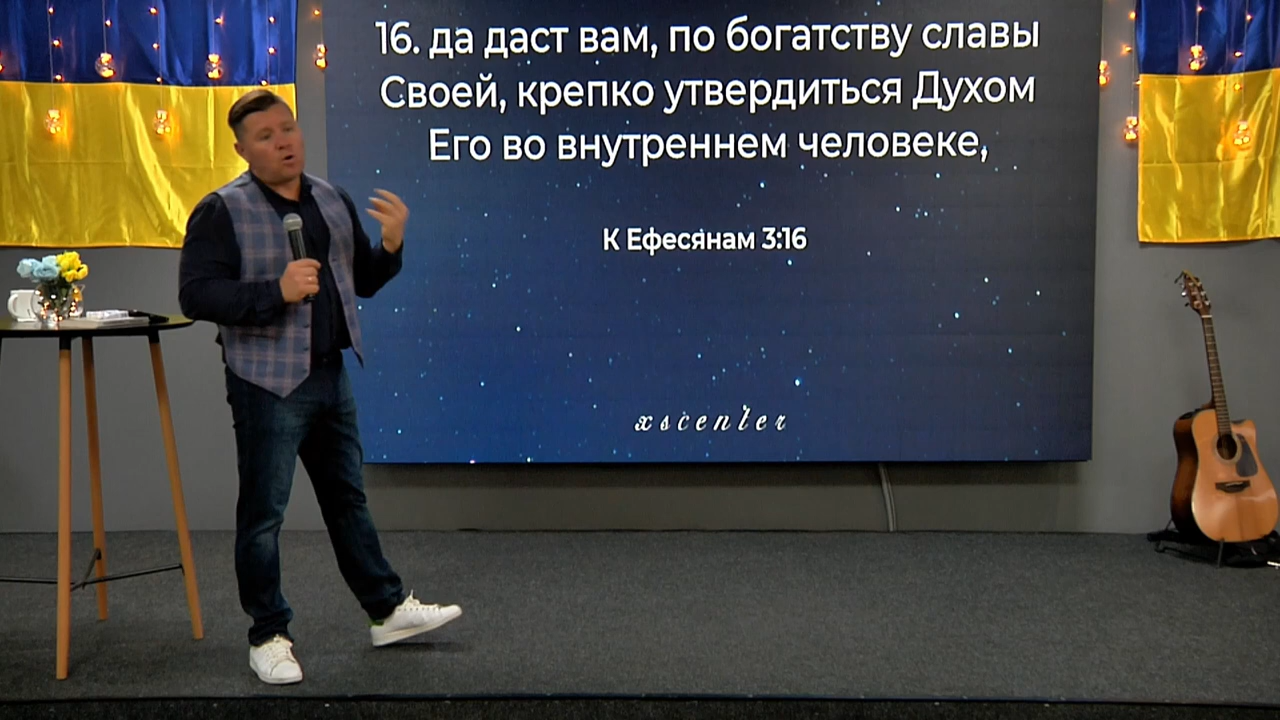 16. да даст вам, по богатству славы
Своей, крепко утвердиться Духом
Его во внутреннем человеке,
К Ефесянам 3:16
xscenter